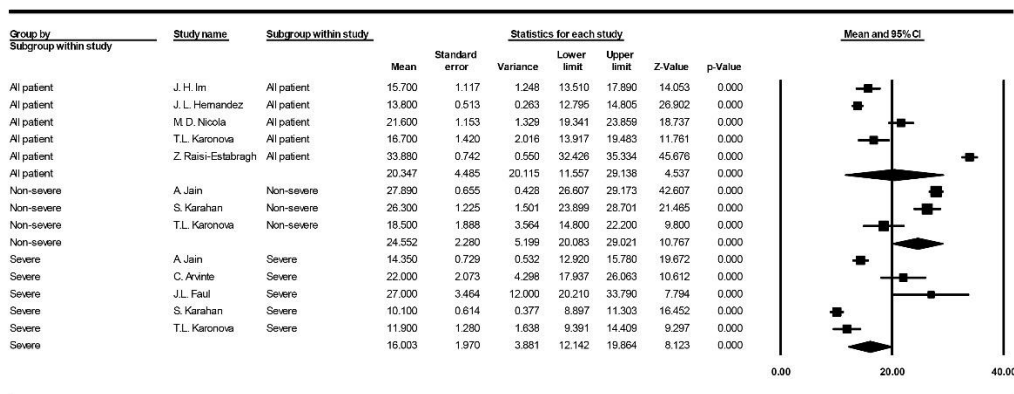 Group by Study name Subgroup within study Statistics for each study Mean and 95% CI
Subgroup within study
Standard Lower Upper
Mean error Variance limit limit Z-Value p-Value
All patient J. H. Im All patient 15.700 1.117 1.248 13.510 17.890 14.053 0.000
All patient J. L. Hernandez All patient 13.800 0.513 0.263 12.795 14.805 26.902 0.000
All patient M. D. Nicola All patient 21.600 1.153 1.329 19.341 23.859 18.737 0.000
All patient T.L. Karonova All patient 16.700 1.420 2.016 13.917 19.483 11.761 0.000
All patient Z. Raisi-Estabragh All patient 33.880 0.742 0.550 32.426 35.334 45.676 0.000
All patient 20.347 4.485 20.115 11.557 29.138 4.537 0.000
Non-severe A. Jain Non-severe 27.890 0.655 0.428 26.607 29.173 42.607 0.000
Non-severe S. Karahan Non-severe 26.300 1.225 1.501 23.899 28.701 21.465 0.000
Non-severe T.L. Karonova Non-severe 18.500 1.888 3.564 14.800 22.200 9.800 0.000
Non-severe 24.552 2.280 5.199 20.083 29.021 10.767 0.000
Severe A. Jain Severe 14.350 0.729 0.532 12.920 15.780 19.672 0.000
Severe C. Arvinte Severe 22.000 2.073 4.298 17.937 26.063 10.612 0.000
Severe J.L. Faul Severe 27.000 3.464 12.000 20.210 33.790 7.794 0.000
Severe S. Karahan Severe 10.100 0.614 0.377 8.897 11.303 16.452 0.000
Severe T.L. Karonova Severe 11.900 1.280 1.638 9.391 14.409 9.297 0.000
Severe 16.003 1.970 3.881 12.142 19.864 8.123 0.000
0.00 20.00 40.00